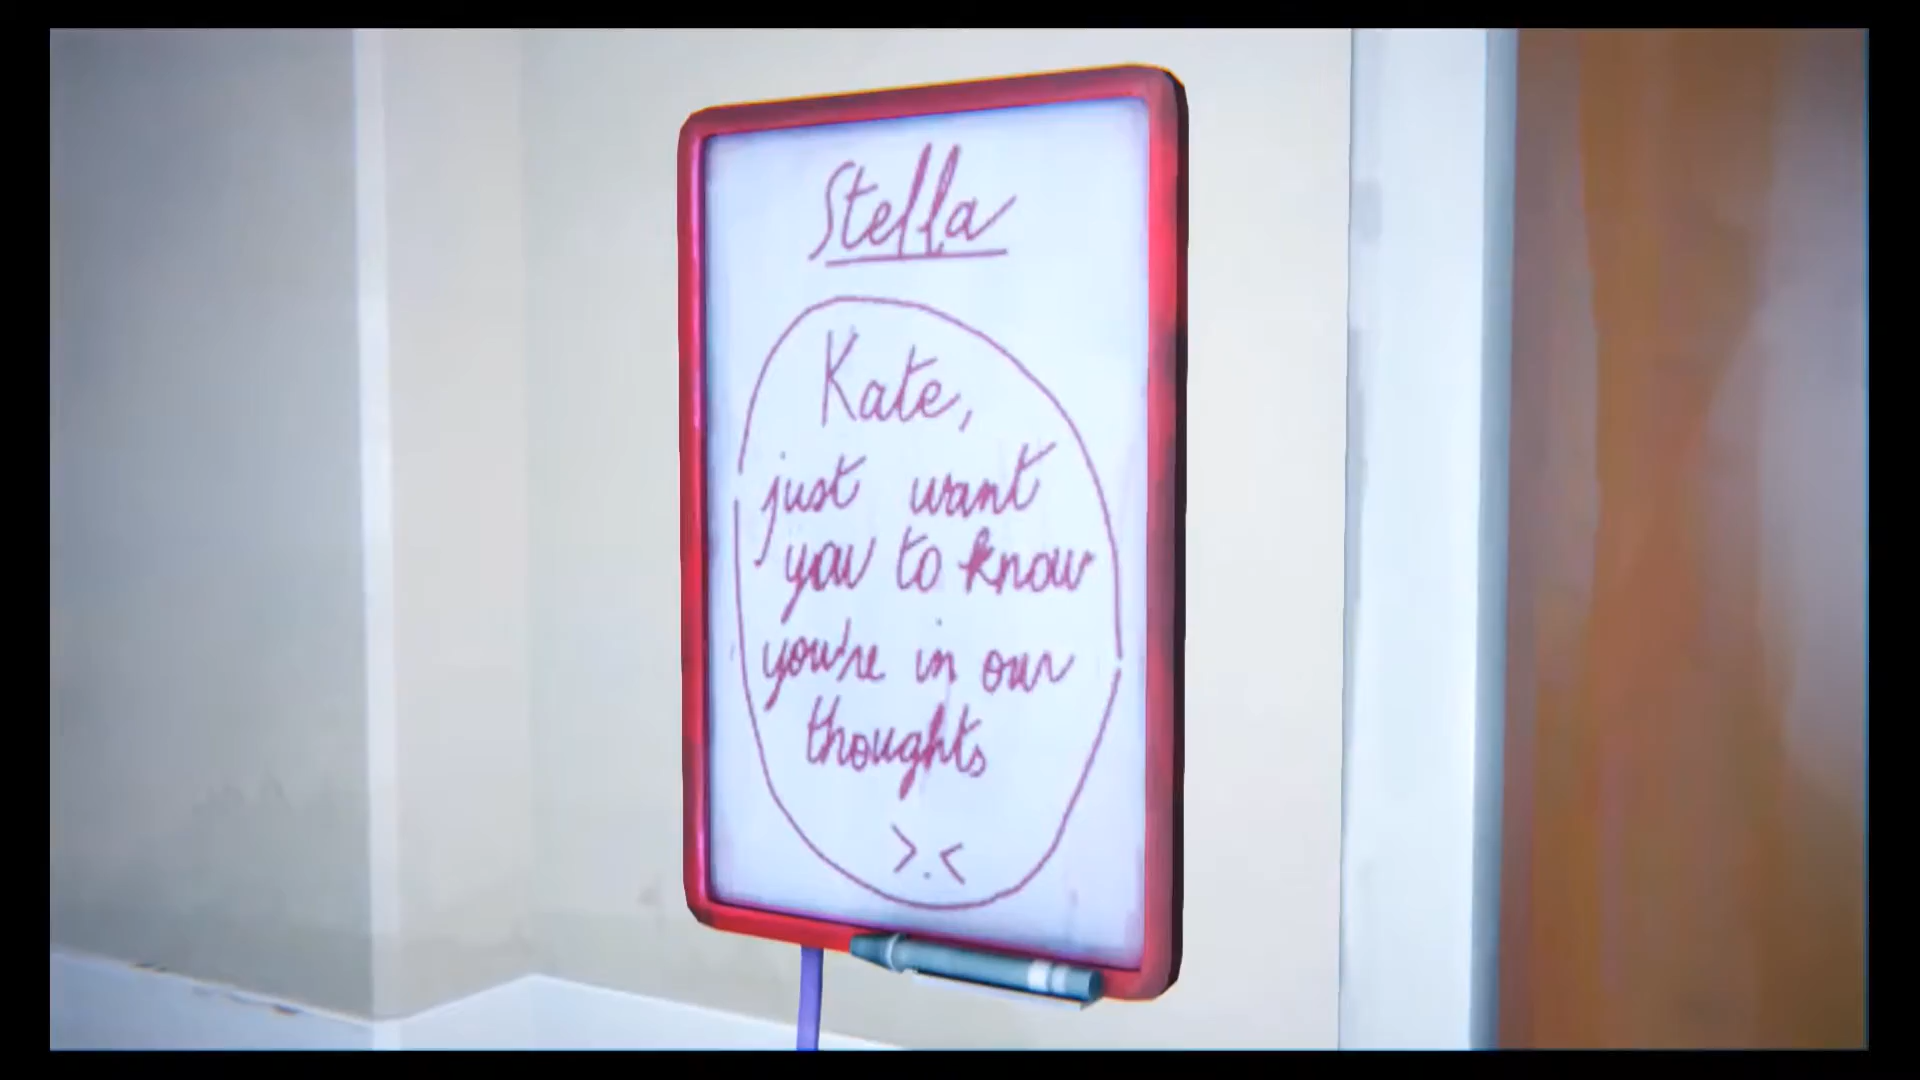 Stella
Kate,
just want
you to know
you're in our
thoughts
>.<